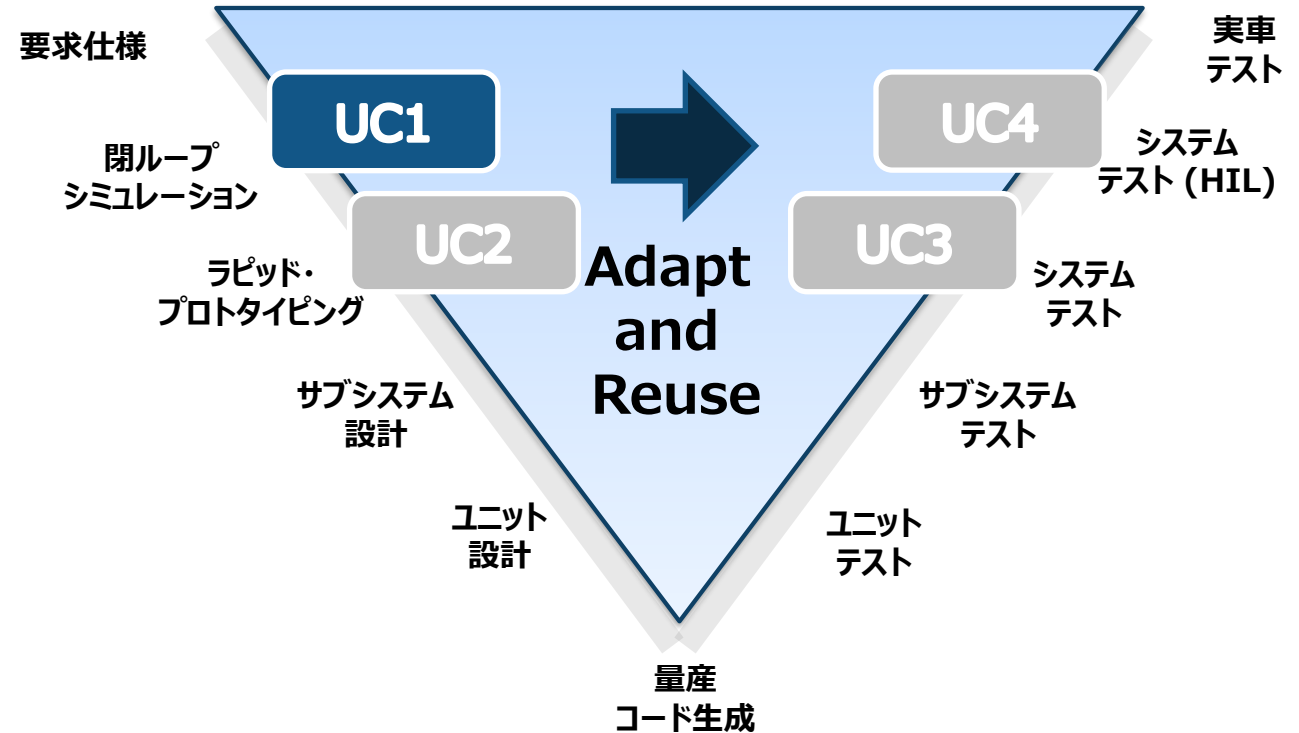 要求仕様
実車
テスト
UC1
UC4
閉ループ
シミュレーション
システム
テスト (HIL)
UC2
UC3
ラピッド・
プロトタイピング
Adapt
and
Reuse
システム
テスト
サブシステム
設計
サブシステム
テスト
ユニット
設計
ユニット
テスト
量産
コード生成